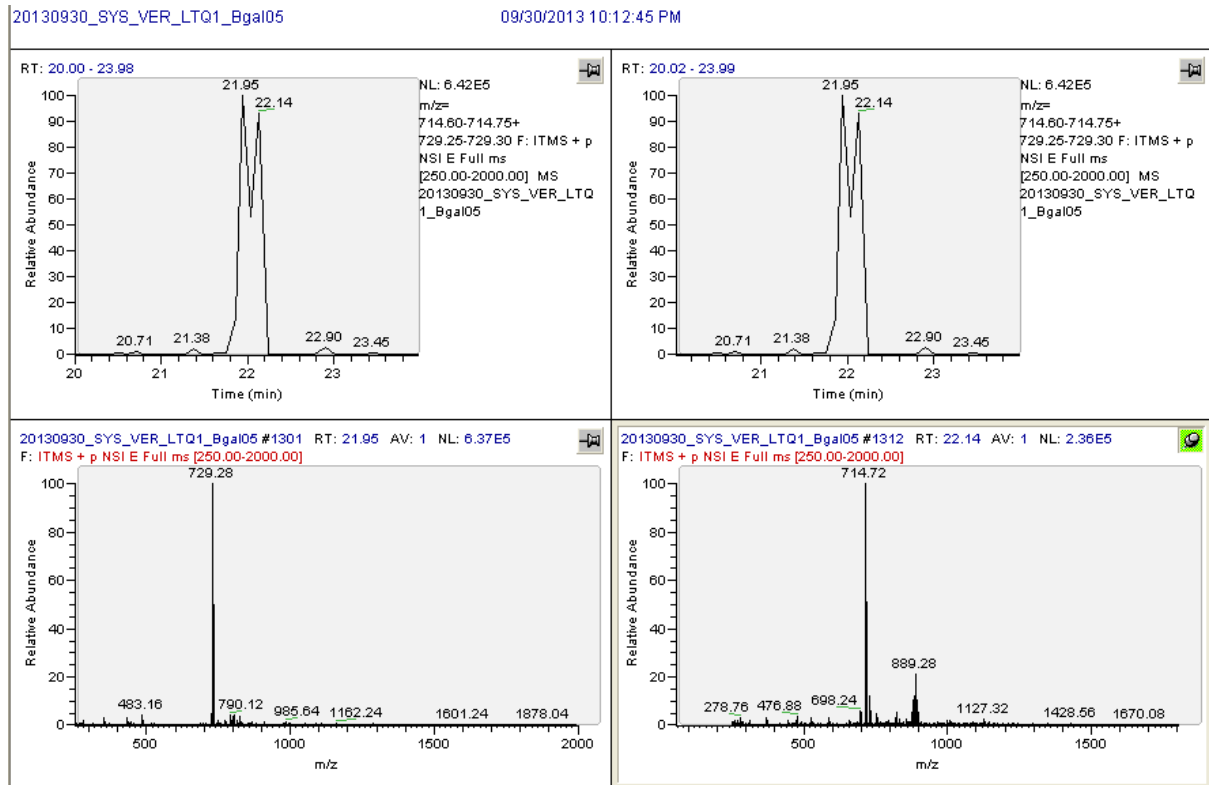 20130930_SYS_VER_LTQ1_Bgal05 09/30/2013 10:12:45 PM
RT: 20.00 - 23.98
NL: 6.42E5
m/z=
714.60-714.75+
729.25-729.30 F: ITMS + p
NSI E Full ms
[250.00-2000.00] MS
20130930_SYS_VER_LTQ
1_Bgal05
Relative Abundance
100
90
80
70
60
50
40
30
20
10
0
21.95
22.14
20.71
21.38
22.90
23.45
20 21 22 23
Time (min)
RT: 20.02 - 23.99
NL: 6.42E5
m/z=
714.60-714.75+
729.25-729.30 F: ITMS + p
NSI E Full ms
[250.00-2000.00] MS
20130930_SYS_VER_LTQ
1_Bgal05
Relative Abundance
100
90
80
70
60
50
40
30
20
10
0
21.95
22.14
20.71
21.38
22.90
23.45
21 22 23
Time (min)
20130930_SYS_VER_LTQ1_Bgal05 #1301 RT: 21.95 AV: 1 NL: 6.37E5
F: ITMS + p NSI E Full ms [250.00-2000.00]
Relative Abundance
100
80
60
40
20
0
729.28
483.16
790.12
985.64
1162.24
1601.24
1878.04
500 1000 1500 2000
m/z
20130930_SYS_VER_LTQ1_Bgal05 #1312 RT: 22.14 AV: 1 NL: 2.36E5
F: ITMS + p NSI E Full ms [250.00-2000.00]
Relative Abundance
100
80
60
40
20
0
714.72
889.28
278.76
476.88
698.24
1127.32
1428.56
1670.08
500 1000 1500
m/z